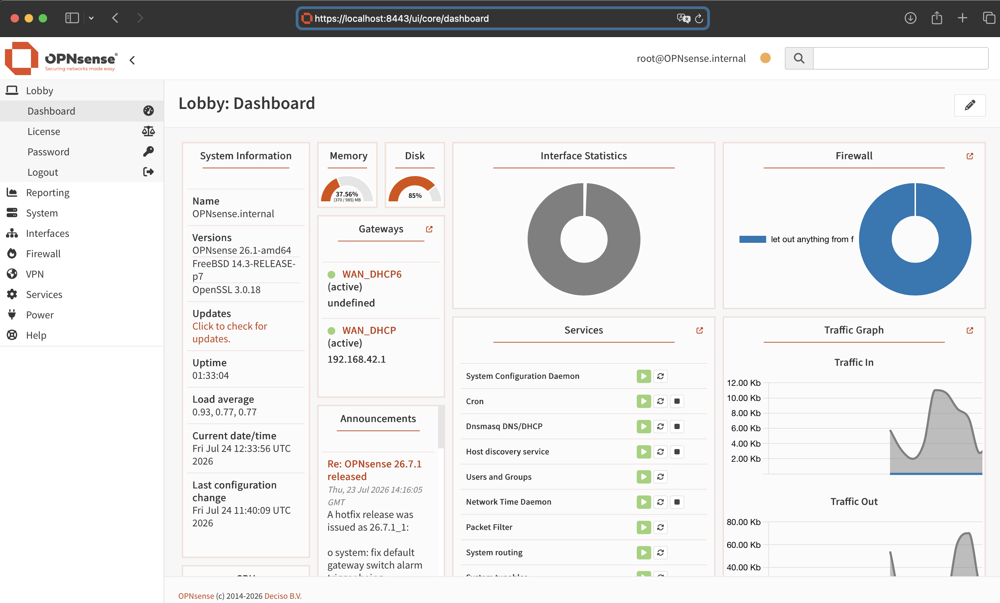 https://localhost:8443/ui/core/dashboard
OPNsense®
Securing networks made easy
root@OPNsense.internal
Lobby
Dashboard
License
Password
Logout
Reporting
System
Interfaces
Firewall
VPN
Services
Power
Help
Lobby: Dashboard
System Information
Name
OPNsense.internal
Versions
OPNsense 26.1-amd64
FreeBSD 14.3-RELEASE-
p7
OpenSSL 3.0.18
Updates
Click to check for
updates.
Uptime
01:33:04
Load average
0.93, 0.77, 0.77
Current date/time
Fri Jul 24 12:33:56 UTC
2026
Last configuration
change
Fri Jul 24 11:40:09 UTC
2026
Memory
37.56%
(370 / 985) MB
Disk
85%
Gateways
WAN_DHCP6
(active)
undefined
WAN_DHCP
(active)
192.168.42.1
Announcements
Re: OPNsense 26.7.1
released
Thu, 23 Jul 2026 14:16:05
GMT
A hotfix release was
issued as 26.7.1_1:
o system: fix default
gateway switch alarm
Interface Statistics
Services
System Configuration Daemon
Cron
Dnsmasq DNS/DHCP
Host discovery service
Users and Groups
Network Time Daemon
Packet Filter
System routing
Firewall
let out anything from f
Traffic Graph
Traffic In
12.00 Kb
10.00 Kb
8.00 Kb
6.00 Kb
4.00 Kb
2.00 Kb
Traffic Out
80.00 Kb
60.00 Kb
40.00 Kb
OPNsense (c) 2014-2026 Deciso B.V.